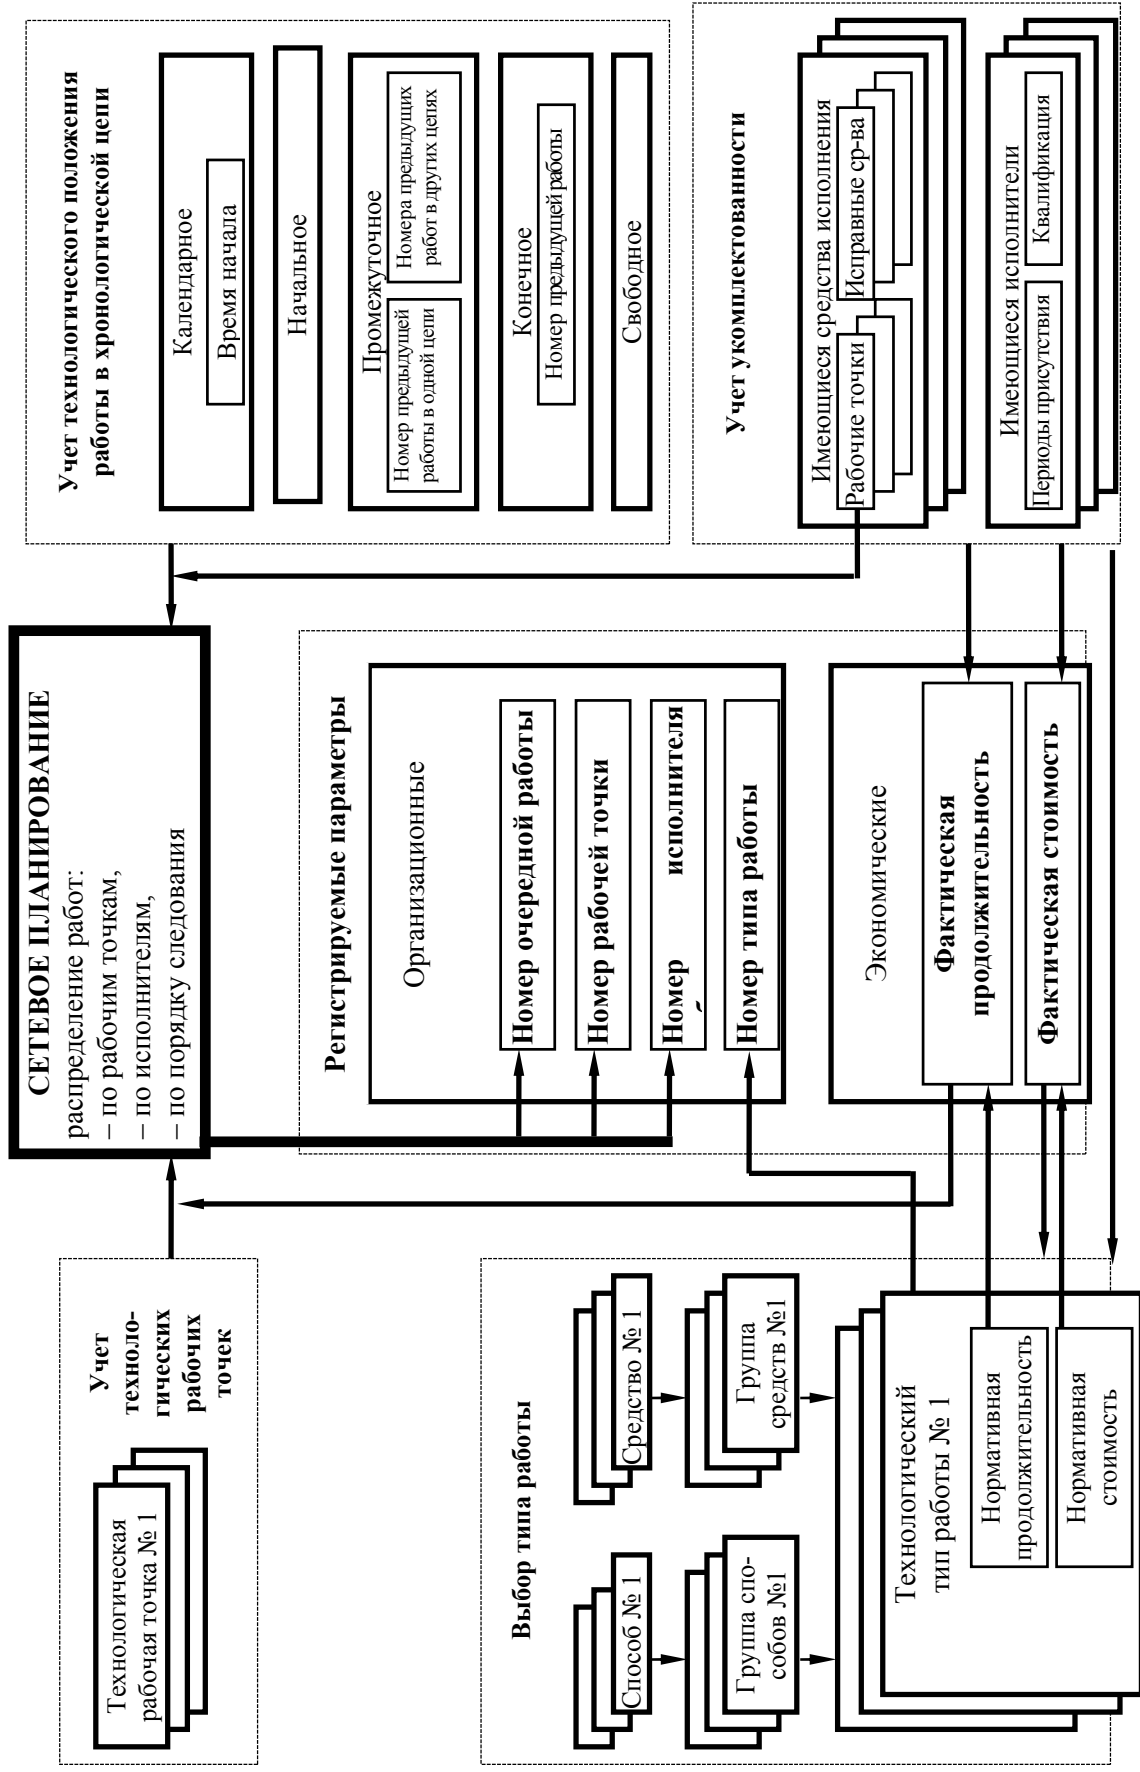 Учет
техноло-
гических
рабочих
точек
Технологическая
рабочая точка № 1
СЕТЕВОЕ ПЛАНИРОВАНИЕ
распределение работ:
– по рабочим точкам,
– по исполнителям,
– по порядку следования
Учет технологического положения
работы в хронологической цепи
Календарное
Время начала
Начальное
Промежуточное
Номер предыдущей
работы в одной цепи
Номера предыдущих
работ в других цепях
Конечное
Номер предыдущей работы
Свободное
Выбор типа работы
Способ № 1
Средство № 1
Группа спо-
собов №1
Группа
средств №1
Технологический
тип работы № 1
Нормативная
продолжительность
Нормативная
стоимость
Регистрируемые параметры
Организационные
Номер очередной работы
Номер рабочей точки
Номер исполнителя
Номер типа работы
Экономические
Фактическая
продолжительность
Фактическая стоимость
Учет укомплектованности
Имеющиеся средства исполнения
Рабочие точки
Исправные ср-ва
Имеющиеся исполнители
Периоды присутствия
Квалификация